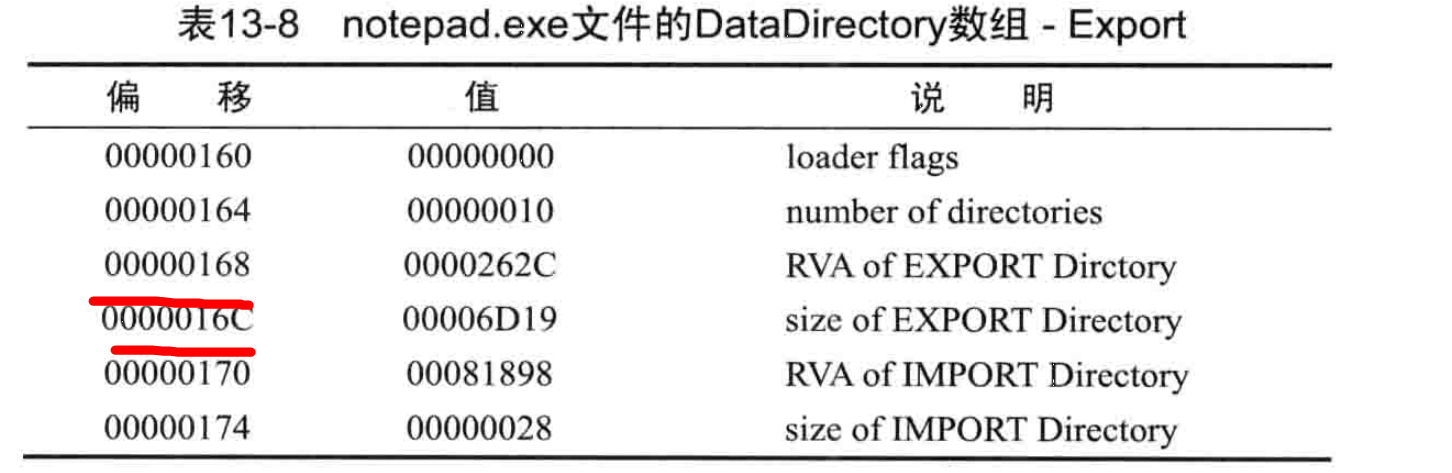 表13-8 notepad.exe文件的DataDirectory数组 - Export
偏 移 值 说 明
00000160 00000000 loader flags
00000164 00000010 number of directories
00000168 0000262C RVA of EXPORT Dirctory
0000016C 00006D19 size of EXPORT Directory
00000170 00081898 RVA of IMPORT Directory
00000174 00000028 size of IMPORT Directory